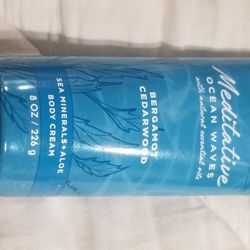 Meditative
OCEAN WAVES
with natural essential oils
BERGAMOT
CEDARWOOD
SEA MINERALS+ALOE
BODY CREAM
8 OZ / 226 g